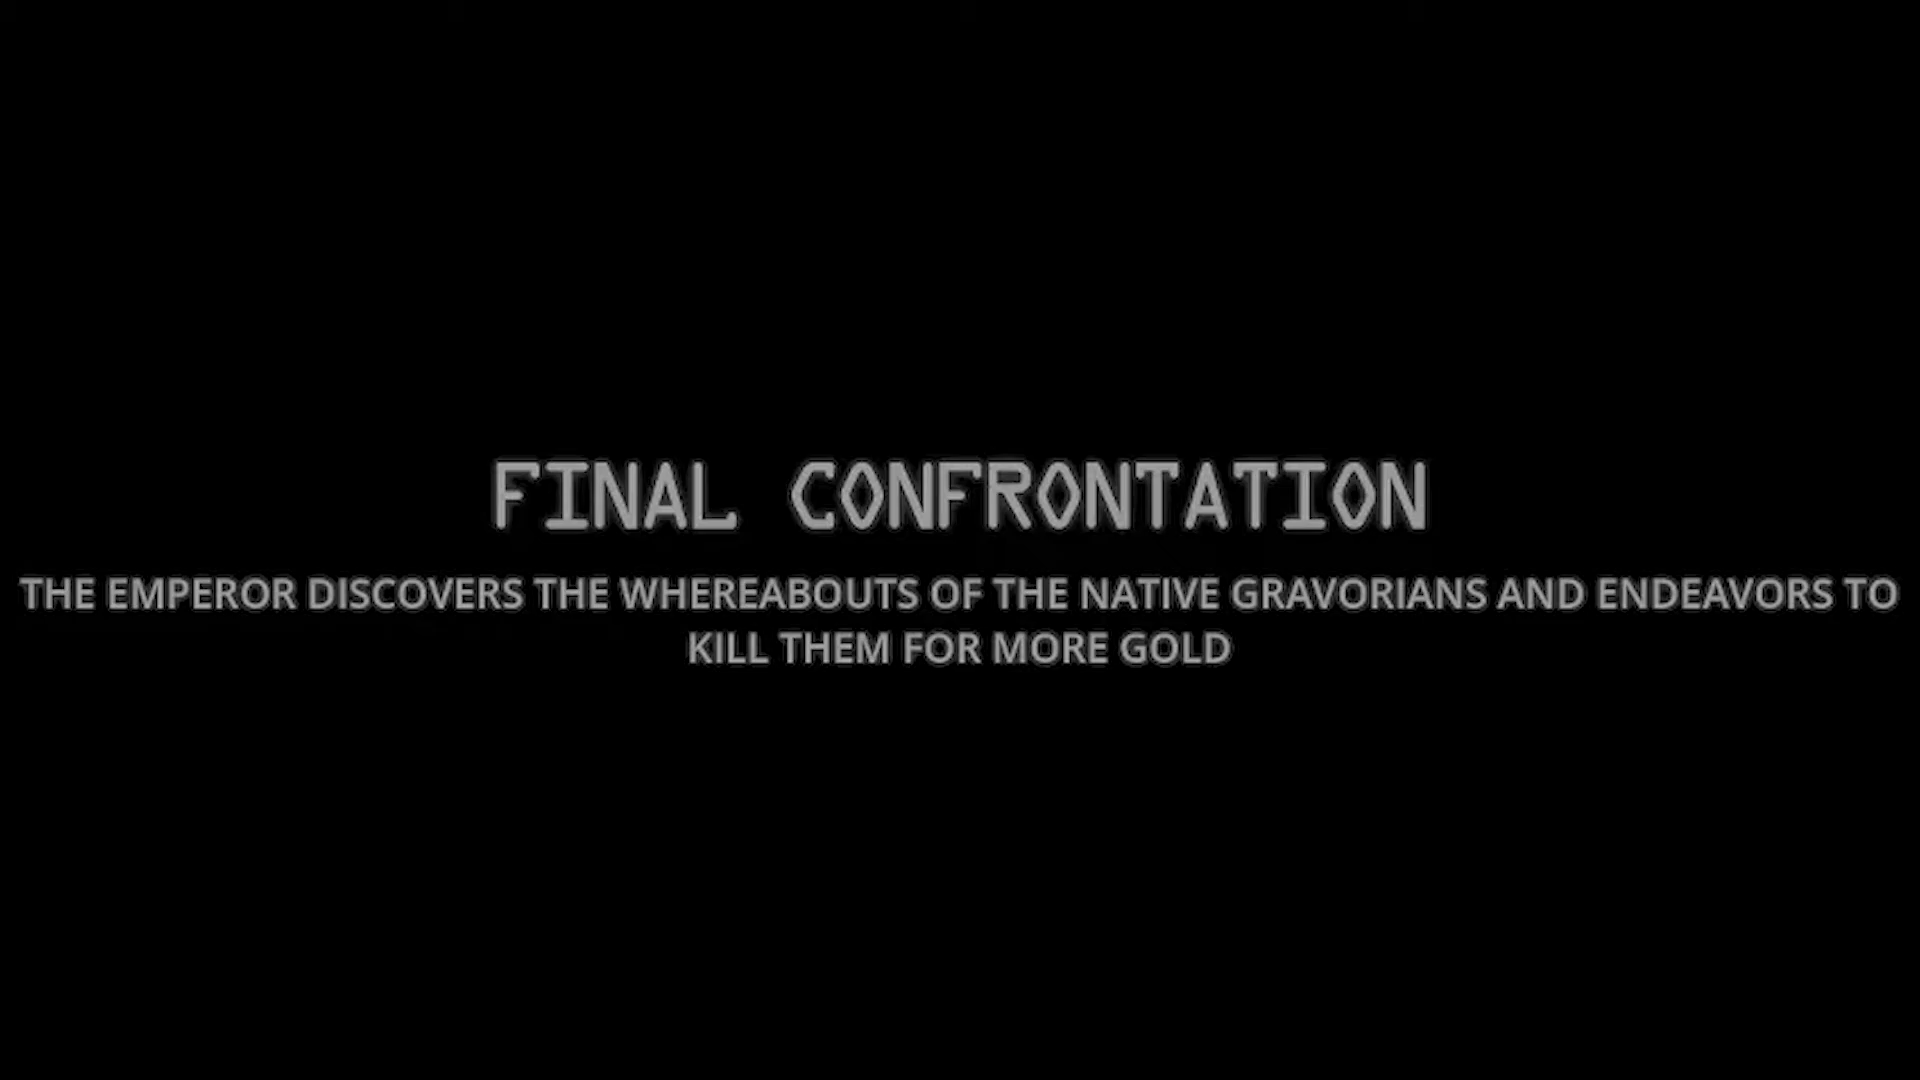 FINAL CONFRONTATION
THE EMPEROR DISCOVERS THE WHEREABOUTS OF THE NATIVE GRAVORIANS AND ENDEAVORS TO
KILL THEM FOR MORE GOLD